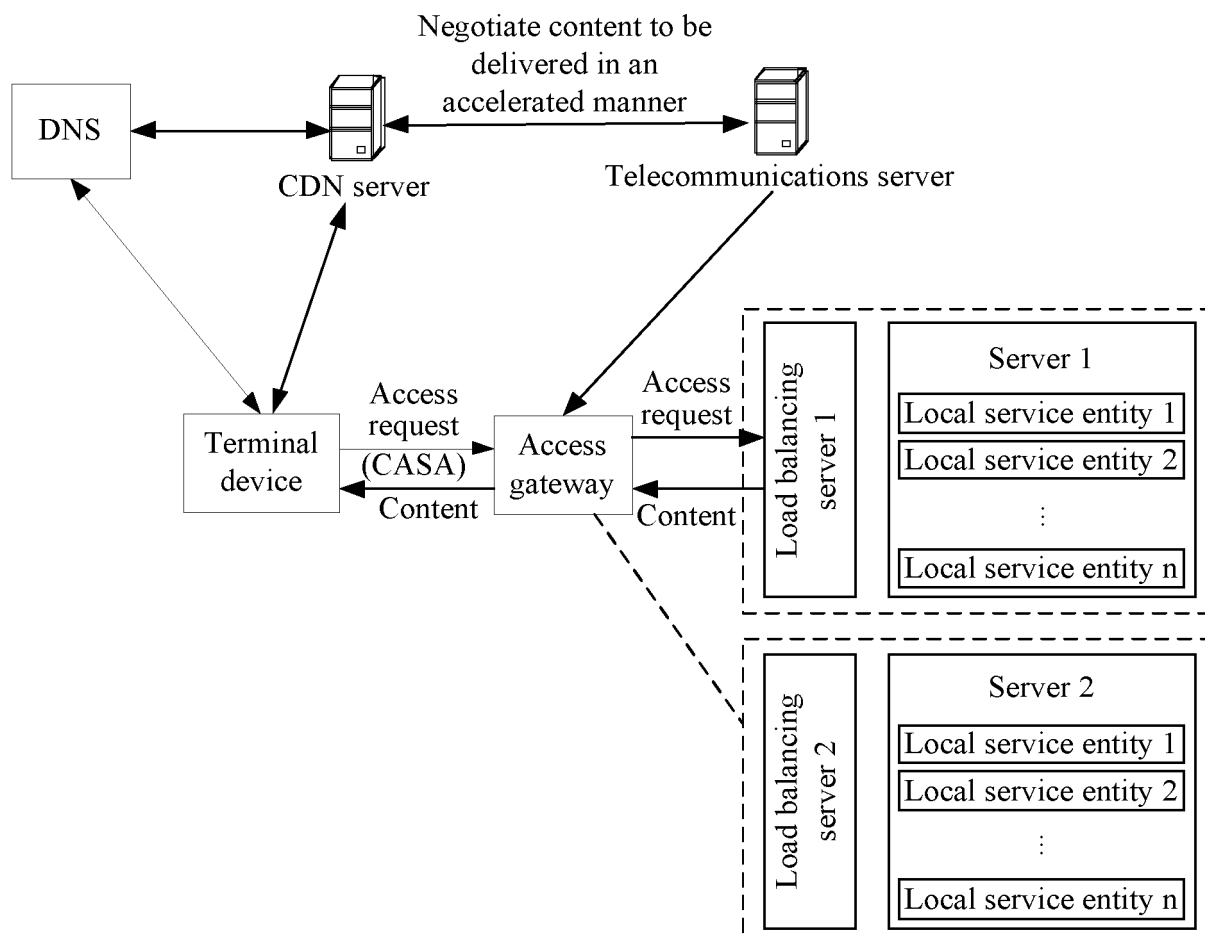 Negotiate content to be
delivered in an
accelerated manner
DNS
CDN server
Telecommunications server
Terminal
device
Access
request
(CASA)
Content
Access
gateway
Access
request
Content
Load balancing
server 1
Server 1
Local service entity 1
Local service entity 2
...
Local service entity n
Load balancing
server 2
Server 2
Local service entity 1
Local service entity 2
...
Local service entity n